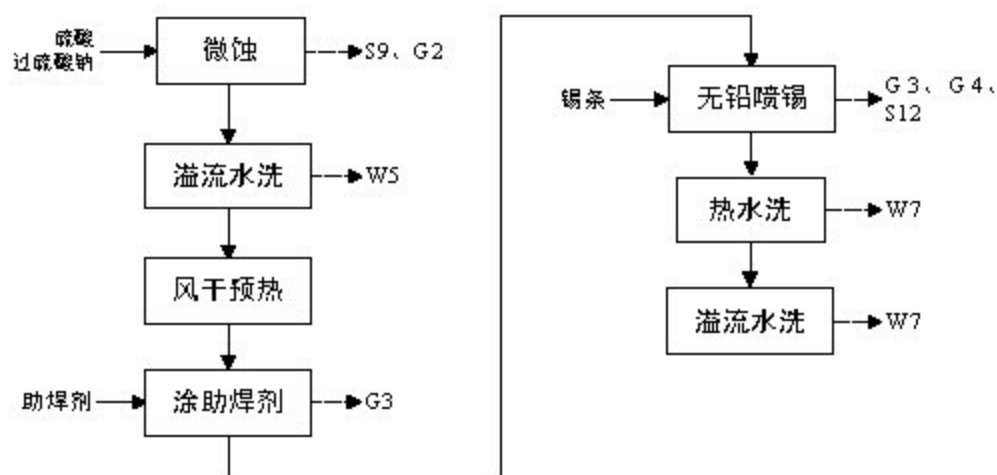 硫酸
过硫酸钠
微蚀
S9、G2
溢流水洗
W5
风干预热
助焊剂
涂助焊剂
G3
锡条
无铅喷锡
G3、G4、
S12
热水洗
W7
溢流水洗
W7